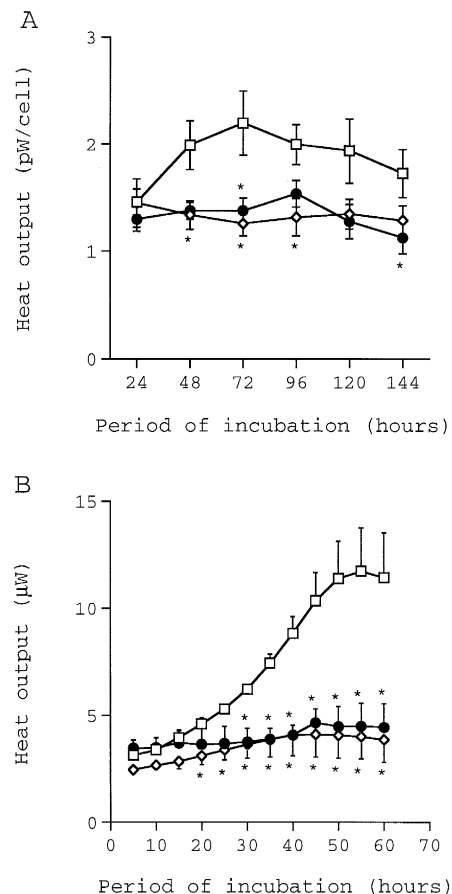 A
Heat output (pW/cell)
3
2
1
0
* * * * *
24 48 72 96 120 144
Period of incubation (hours)
B
Heat output (µW)
15
10
5
0
* * * * * * *
* * * * * * * * *
0 10 20 30 40 50 60 70
Period of incubation (hours)